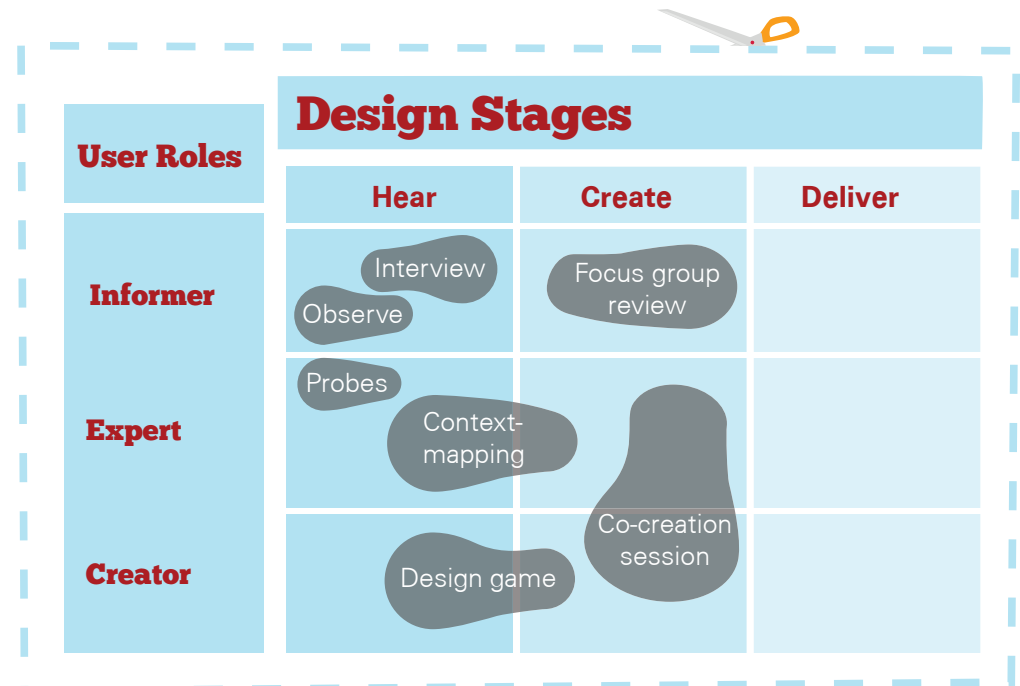 Design Stages
User Roles
Hear
Create
Deliver
Informer
Interview
Observe
Focus group
review
Expert
Probes
Context-
mapping
Creator
Design game
Co-creation
session